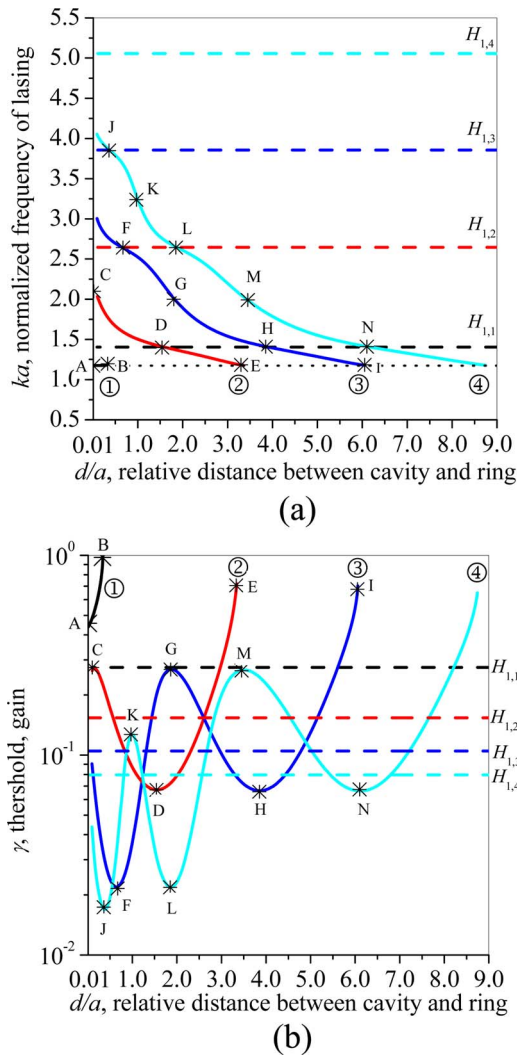 5.5
5.0
4.5
4.0
3.5
3.0
2.5
2.0
1.5
1.0
0.5
ka, normalized frequency of lasing
H1,4
H1,3
H1,2
H1,1
J
K
F
L
C
G
M
D
H
N
A
B
E
I
① ② ③ ④
0.01 1.0 2.0 3.0 4.0 5.0 6.0 7.0 8.0 9.0
d/a, relative distance between cavity and ring
(a)
10^0
10^-1
10^-2
γ, thershold, gain
B
① ② ③ ④
E
I
A
C
G
M
H1,1
K
H1,2
H1,3
H1,4
D
H
N
F
L
J
0.01 1.0 2.0 3.0 4.0 5.0 6.0 7.0 8.0 9.0
d/a, relative distance between cavity and ring
(b)